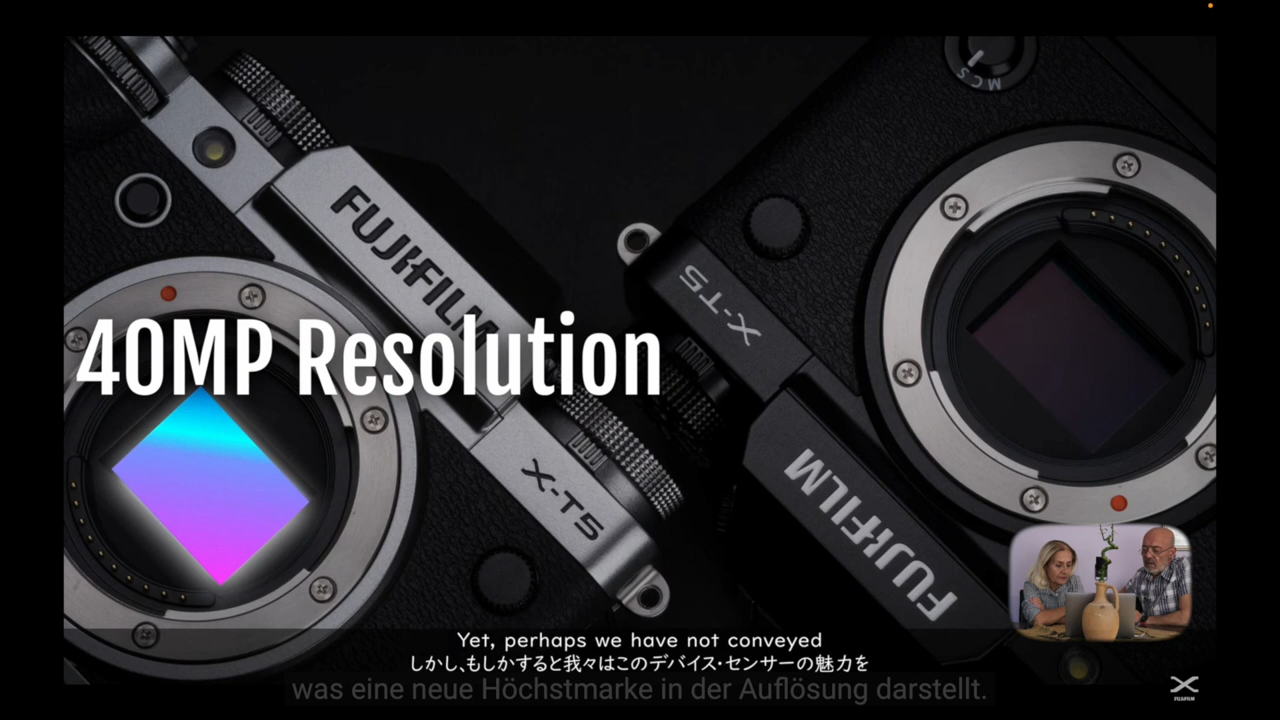 M C S
FUJIFILM
X-T5
40MP Resolution
X-T5
FUJIFILM
Yet, perhaps we have not conveyed
しかし、もしかすると我々はこのデバイス・センサーの魅力を
was eine neue Höchstmarke in der Auflösung darstellt.
X
FUJIFILM